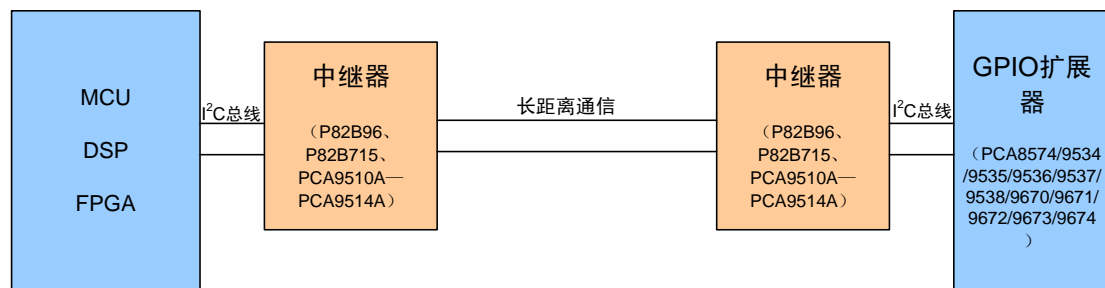 MCU
DSP
FPGA
I²C总线
中继器
（P82B96、
P82B715、
PCA9510A—
PCA9514A）
长距离通信
中继器
（P82B96、
P82B715、
PCA9510A—
PCA9514A）
I²C总线
GPIO扩展
器
（PCA8574/9534
/9535/9536/9537/
9538/9670/9671/
9672/9673/9674
）